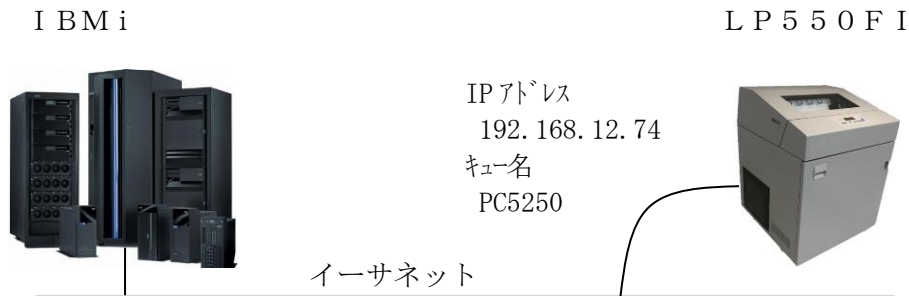 ＩＢＭｉ
ＬＰ５５０ＦＩ
IPｱﾄﾞﾚｽ
192.168.12.74
ｷｭｰ名
PC5250
イーサネット